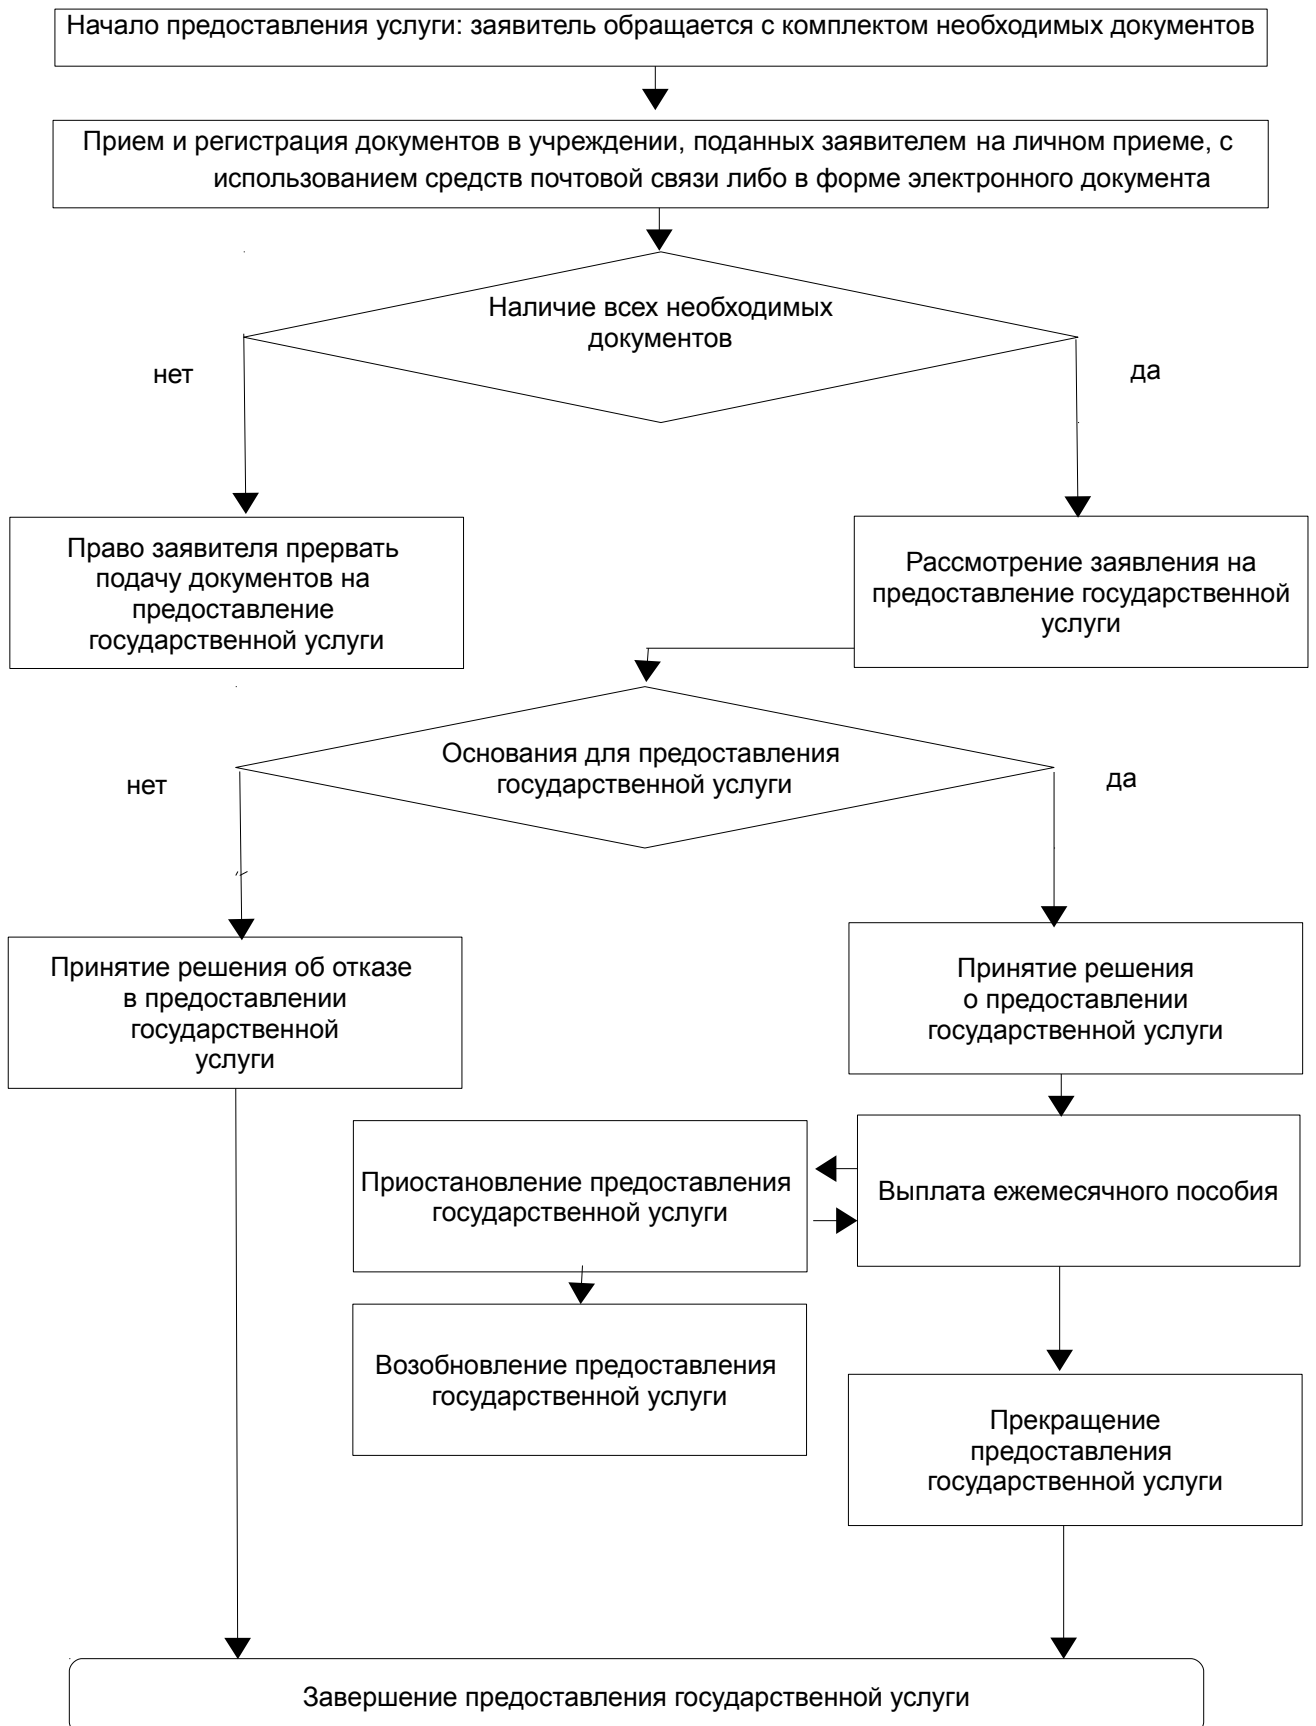 Начало предоставления услуги: заявитель обращается с комплектом необходимых документов
Прием и регистрация документов в учреждении, поданных заявителем на личном приеме, с
использованием средств почтовой связи либо в форме электронного документа
Наличие всех необходимых
документов
нет
да
Право заявителя прервать
подачу документов на
предоставление
государственной услуги
Рассмотрение заявления на
предоставление государственной
услуги
Основания для предоставления
государственной услуги
нет
да
Принятие решения об отказе
в предоставлении
государственной
услуги
Принятие решения
о предоставлении
государственной услуги
Приостановление предоставления
государственной услуги
Выплата ежемесячного пособия
Возобновление предоставления
государственной услуги
Прекращение
предоставления
государственной услуги
Завершение предоставления государственной услуги